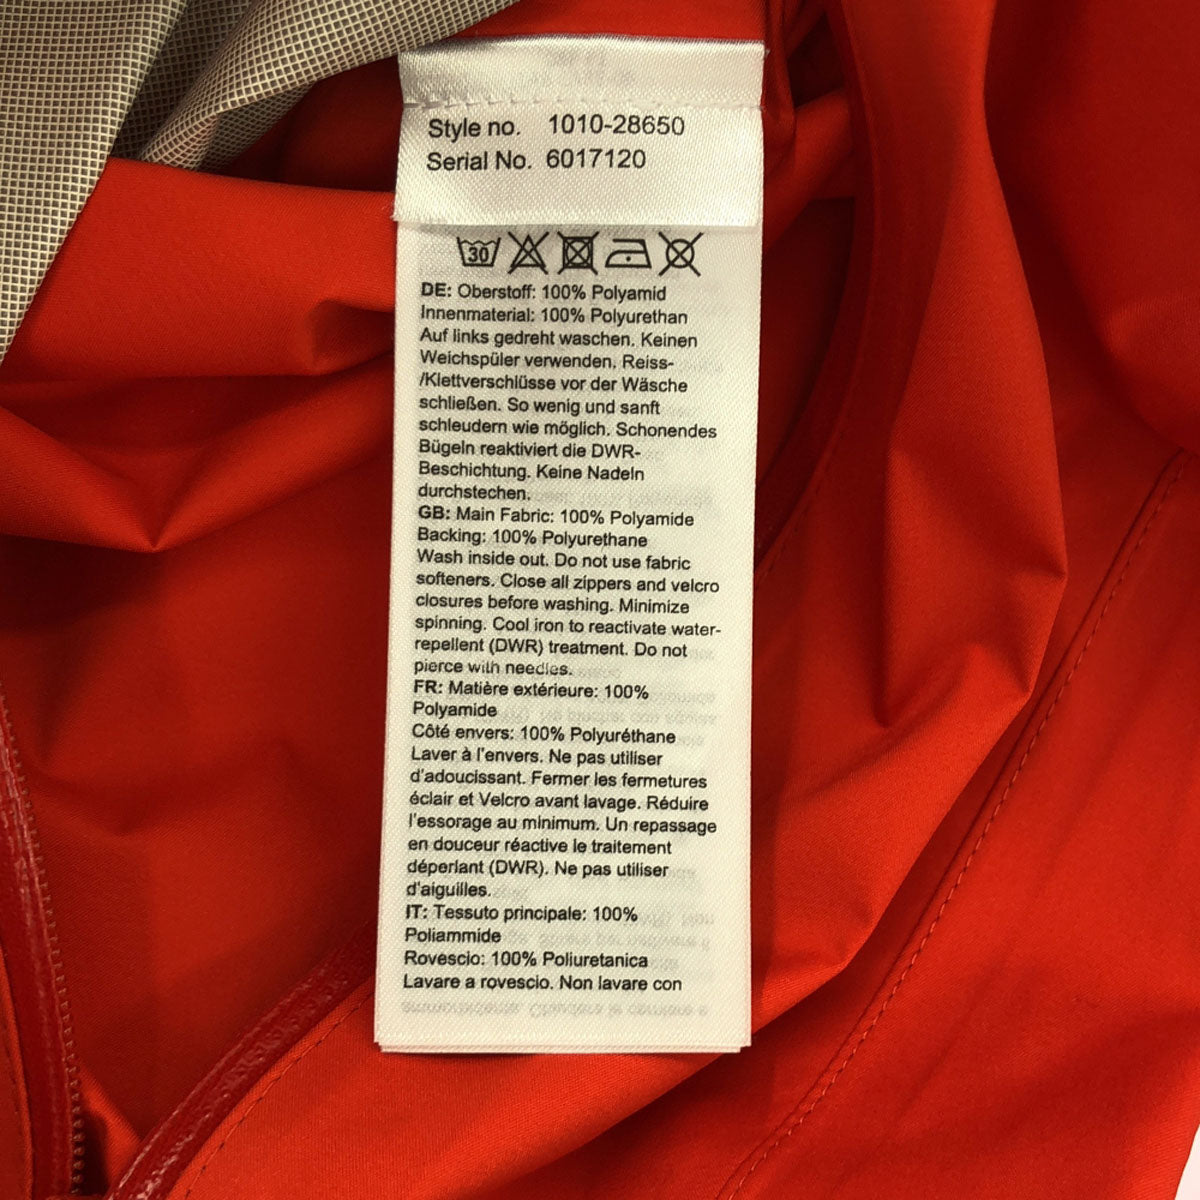 Style no. 1010-28650
Serial No. 6017120
30
DE: Oberstoff: 100% Polyamid
Innenmaterial: 100% Polyurethan
Auf links gedreht waschen. Keinen
Weichspüler verwenden. Reiss-
/Klettverschlüsse vor der Wäsche
schließen. So wenig und sanft
schleudern wie möglich. Schonendes
Bügeln reaktiviert die DWR-
Beschichtung. Keine Nadeln
durchstechen.
GB: Main Fabric: 100% Polyamide
Backing: 100% Polyurethane
Wash inside out. Do not use fabric
softeners. Close all zippers and velcro
closures before washing. Minimize
spinning. Cool iron to reactivate water-
repellent (DWR) treatment. Do not
pierce with needles.
FR: Matière extérieure: 100%
Polyamide
Côté envers: 100% Polyuréthane
Laver à l'envers. Ne pas utiliser
d'adoucissant. Fermer les fermetures
éclair et Velcro avant lavage. Réduire
l'essorage au minimum. Un repassage
en douceur réactive le traitement
déperlant (DWR). Ne pas utiliser
d'aiguilles.
IT: Tessuto principale: 100%
Poliammide
Rovescio: 100% Poliuretanica
Lavare a rovescio. Non lavare con